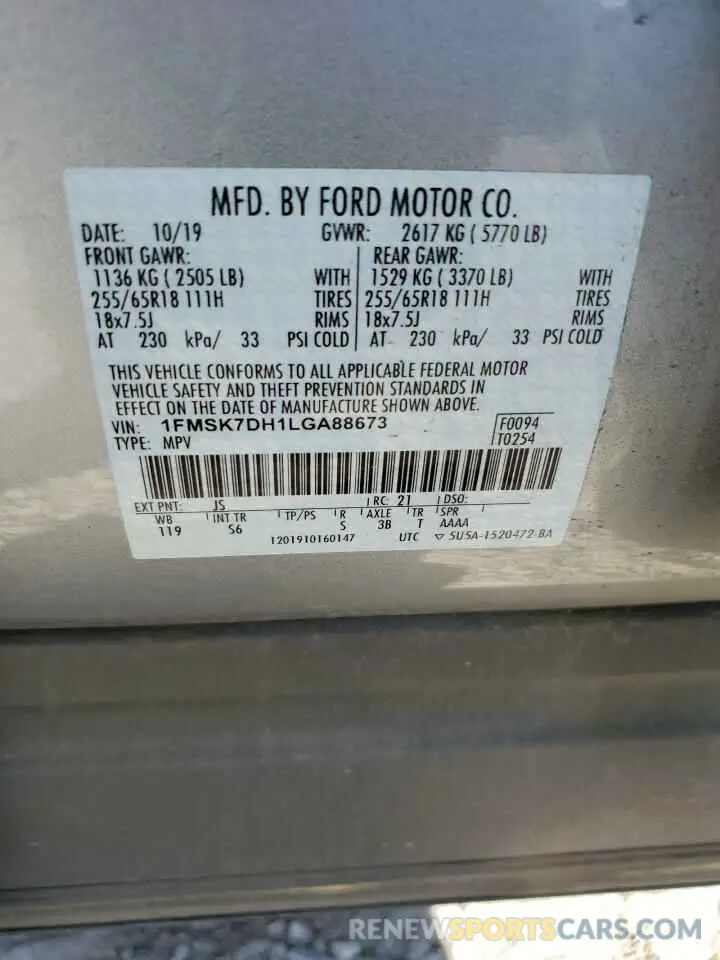 MFD. BY FORD MOTOR CO.
DATE: 10/19 GVWR: 2617 KG ( 5770 LB)
FRONT GAWR: REAR GAWR:
1136 KG ( 2505 LB) WITH 1529 KG ( 3370 LB) WITH
255/65R18 111H TIRES 255/65R18 111H TIRES
18x7.5J RIMS 18x7.5J RIMS
AT 230 kPa/ 33 PSI COLD AT 230 kPa/ 33 PSI COLD
THIS VEHICLE CONFORMS TO ALL APPLICABLE FEDERAL MOTOR
VEHICLE SAFETY AND THEFT PREVENTION STANDARDS IN
EFFECT ON THE DATE OF MANUFACTURE SHOWN ABOVE.
VIN: 1FMSK7DH1LGA88673 F0094
TYPE: MPV T0254
EXT PNT: JS RC: 21 DSO:
WB INT TR TP/PS R AXLE TR SPR
119 S6 S 3B T AAAA
1201910160147 UTC ▽ 5U5A-1520472-BA
RENEWSPORTSCARS.COM